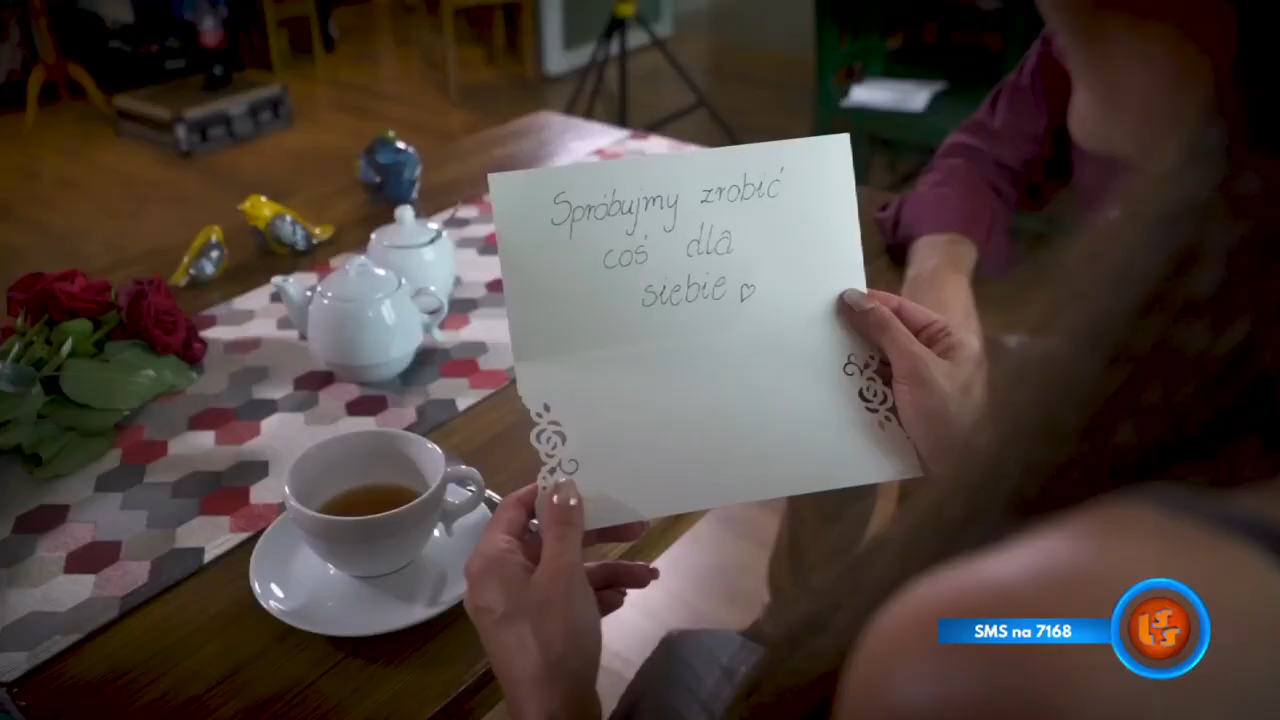 Spróbujmy zrobić
coś dla
siebie ♡
SMS na 7168